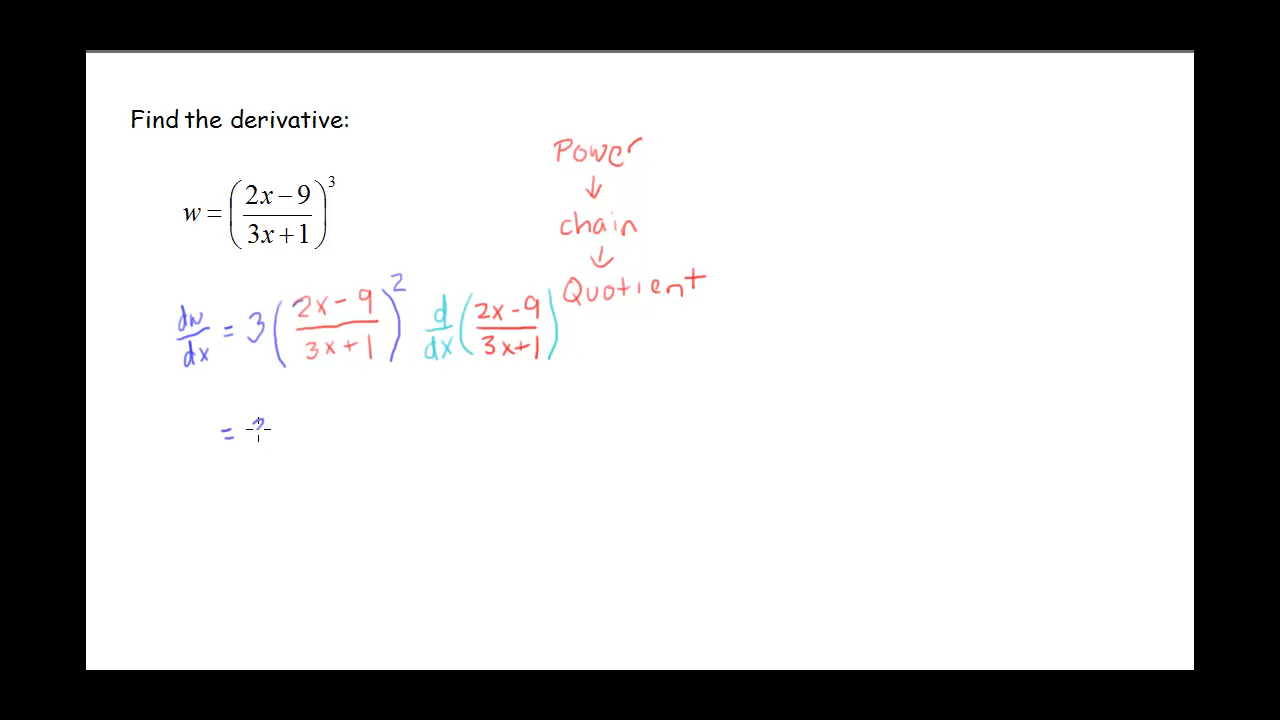 Find the derivative:
Power
↓
w = ( (2x − 9) / (3x + 1) )^3
chain
↓
Quotient
dw/dx = 3 ( (2x − 9) / (3x + 1) )^2 d/dx ( (2x − 9) / (3x + 1) )
=